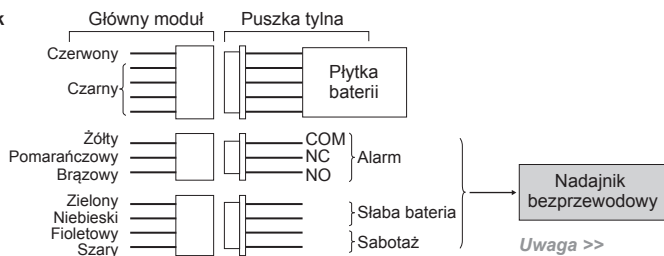 k
Główny moduł
Puszka tylna
Czerwony
Czarny
Płytka
baterii
Żółty
Pomarańczowy
Brązowy
COM
NC
NO
Alarm
Zielony
Niebieski
Fioletowy
Szary
Słaba bateria
Sabotaż
Nadajnik
bezprzewodowy
Uwaga >>